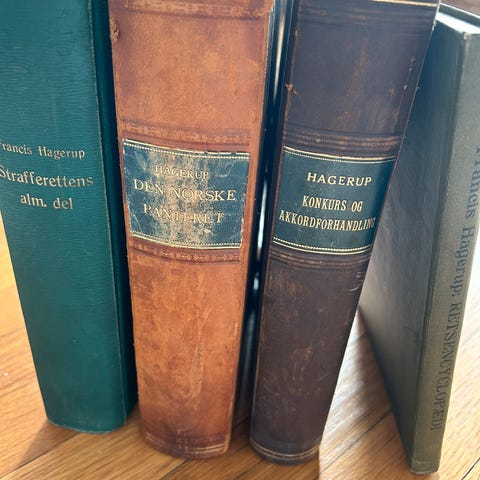 Francis Hagerup
Strafferettens
alm. del
HAGERUP
DEN NORSKE
PANTERET
HAGERUP
KONKURS OG
AKKORDFORHANDLING
Francis Hagerup: RETSENCYCLOPÆDI